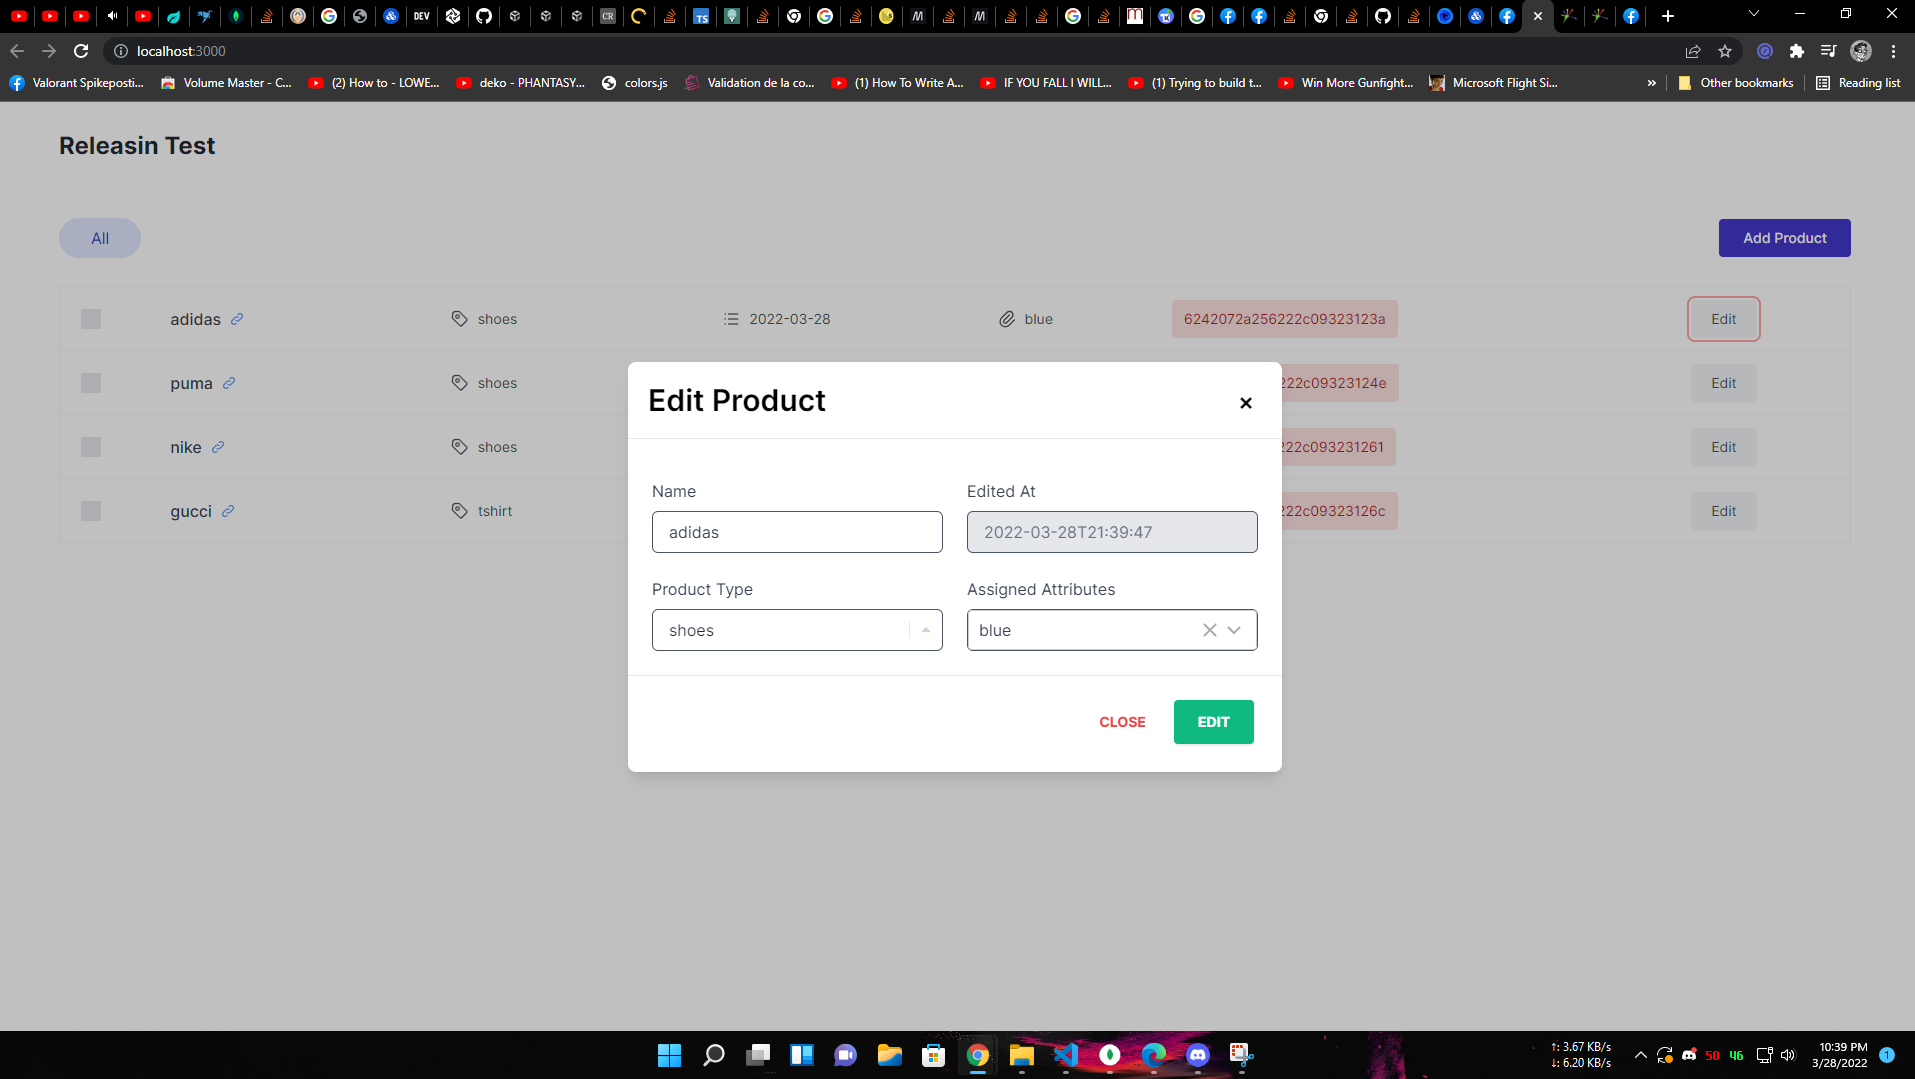 DEV
CR
TS
M
M
localhost:3000
Valorant Spikeposti...
Volume Master - C...
(2) How to - LOWE...
deko - PHANTASY...
colors.js
Validation de la co...
(1) How To Write A...
IF YOU FALL I WILL...
(1) Trying to build t...
Win More Gunfight...
Microsoft Flight Si...
»
Other bookmarks
Reading list
Releasin Test
All
Add Product
adidas shoes 2022-03-28 blue 6242072a256222c09323123a Edit
puma shoes 222c09323124e Edit
nike shoes 222c093231261 Edit
gucci tshirt 222c09323126c Edit
Edit Product
Name
Edited At
adidas
2022-03-28T21:39:47
Product Type
Assigned Attributes
shoes
blue
CLOSE
EDIT
↑: 3.67 KB/s
↓: 6.20 KB/s
50
46
10:39 PM
3/28/2022
1